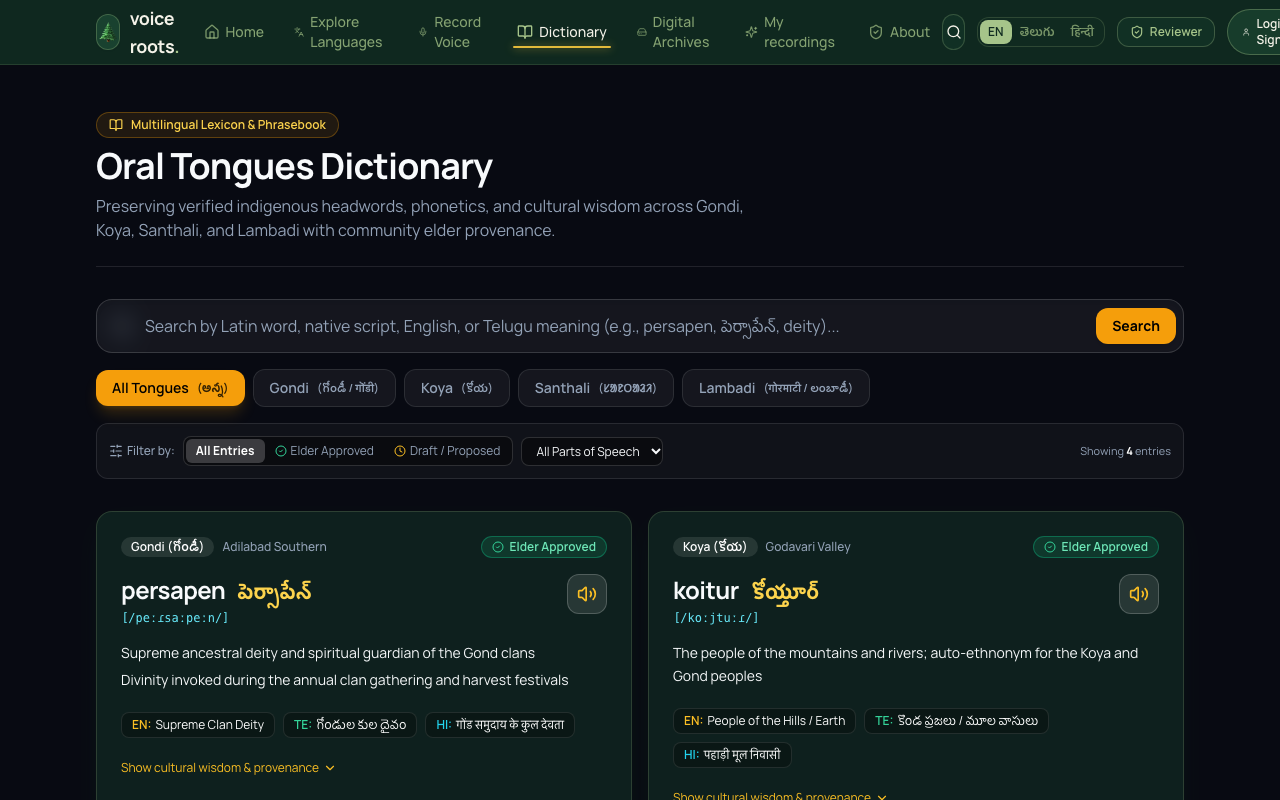 voice
roots.
Home
Explore
Languages
Record
Voice
Dictionary
Digital
Archives
My
recordings
About
EN తెలుగు हिन्दी
Reviewer
Multilingual Lexicon & Phrasebook
Oral Tongues Dictionary
Preserving verified indigenous headwords, phonetics, and cultural wisdom across Gondi,
Koya, Santhali, and Lambadi with community elder provenance.
Search by Latin word, native script, English, or Telugu meaning (e.g., persapen, పెర్సాపేన్, deity)...
Search
All Tongues (అన్ని)
Gondi (గోండీ / गोंडी)
Koya (కోయ)
Santhali
Lambadi (गोरमाटी / లంబాడీ)
Filter by: All Entries Elder Approved Draft / Proposed All Parts of Speech
Showing 4 entries
Gondi (గోండీ) Adilabad Southern Elder Approved
persapen పెర్సాపేన్
[/peːɾsaːpeːn/]
Supreme ancestral deity and spiritual guardian of the Gond clans
Divinity invoked during the annual clan gathering and harvest festivals
EN: Supreme Clan Deity TE: గోండుల కుల దైవం HI: गोंड समुदाय के कुल देवता
Show cultural wisdom & provenance
Koya (కోయ) Godavari Valley Elder Approved
koitur కోయ్తూర్
[/koːjtuːɾ/]
The people of the mountains and rivers; auto-ethnonym for the Koya and
Gond peoples
EN: People of the Hills / Earth TE: కొండ ప్రజలు / మూల వాసులు
HI: पहाड़ी मूल निवासी
Show cultural wisdom & provenance